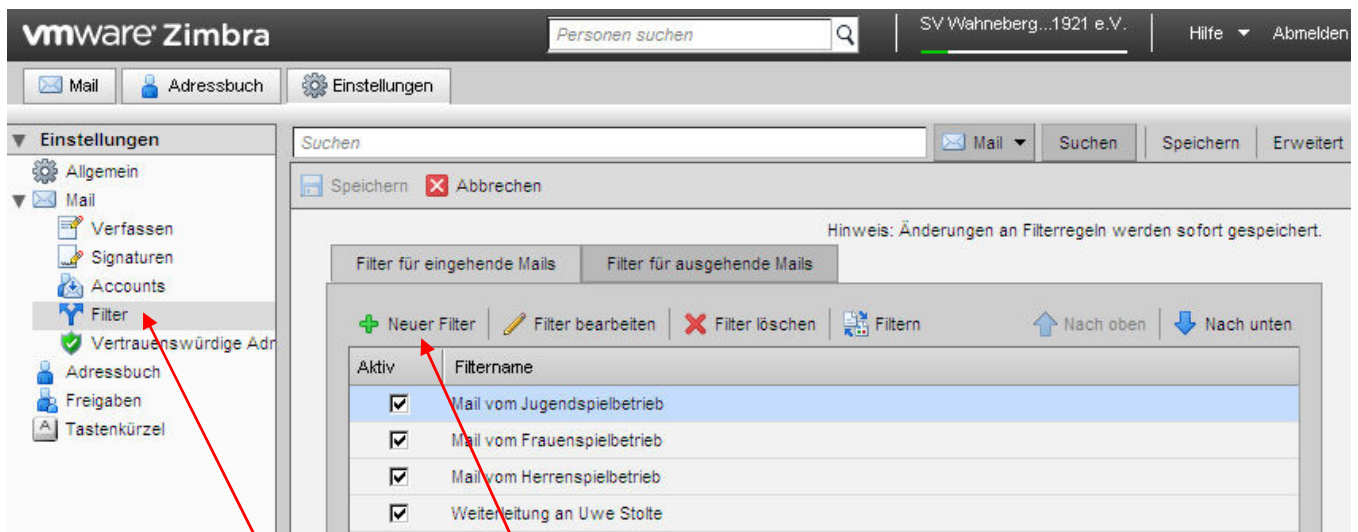 vmware Zimbra
Personen suchen
SV Wahneberg...1921 e.V.
Hilfe
Abmelden
Mail
Adressbuch
Einstellungen
Einstellungen
Allgemein
Mail
Verfassen
Signaturen
Accounts
Filter
Vertrauenswürdige Adr
Adressbuch
Freigaben
A Tastenkürzel
Suchen
Mail
Suchen
Speichern
Erweitert
Speichern
Abbrechen
Hinweis: Änderungen an Filterregeln werden sofort gespeichert.
Filter für eingehende Mails
Filter für ausgehende Mails
Neuer Filter
Filter bearbeiten
Filter löschen
Filtern
Nach oben
Nach unten
Aktiv
Filtername
Mail vom Jugendspielbetrieb
Mail vom Frauenspielbetrieb
Mail vom Herrenspielbetrieb
Weiterleitung an Uwe Stolte